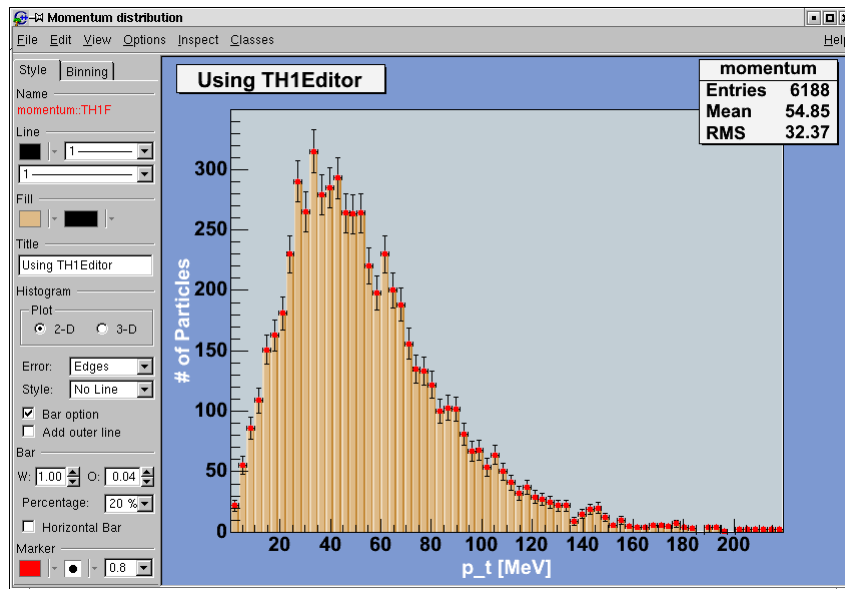 Momentum distribution
File Edit View Options Inspect Classes Help
Style Binning
Name
momentum::TH1F
Line
1
1
Fill
Title
Using TH1Editor
Histogram
Plot
2-D 3-D
Error: Edges
Style: No Line
Bar option
Add outer line
Bar
W: 1.00 O: 0.04
Percentage: 20 %
Horizontal Bar
Marker
0.8
Using TH1Editor
momentum
Entries 6188
Mean 54.85
RMS 32.37
# of Particles
300
250
200
150
100
50
0
20 40 60 80 100 120 140 160 180 200
p_t [MeV]